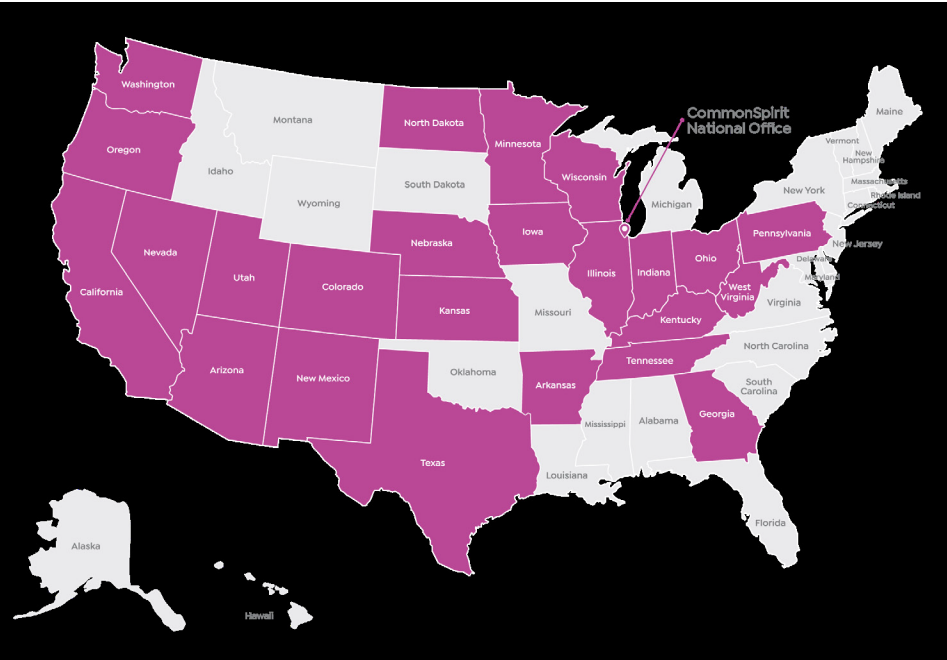 Washington
Montana
North Dakota
Minnesota
CommonSpirit
National Office
Maine
Oregon
Idaho
Wyoming
South Dakota
Wisconsin
Michigan
Vermont
New
Hampshire
New York
Massachusetts
Rhode Island
Connecticut
Nevada
Nebraska
Iowa
Pennsylvania
New Jersey
California
Utah
Colorado
Kansas
Illinois
Indiana
Ohio
West
Virginia
Delaware
Maryland
Virginia
Missouri
Kentucky
Arizona
New Mexico
Oklahoma
Arkansas
Tennessee
North Carolina
South
Carolina
Texas
Louisiana
Mississippi
Alabama
Georgia
Florida
Alaska
Hawaii